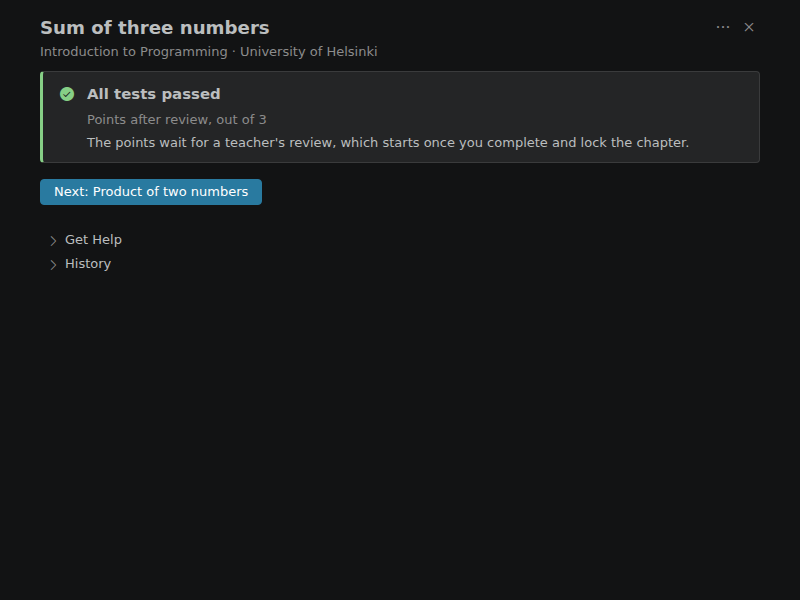 Sum of three numbers
Introduction to Programming · University of Helsinki
All tests passed
Points after review, out of 3
The points wait for a teacher's review, which starts once you complete and lock the chapter.
Next: Product of two numbers
Get Help
History